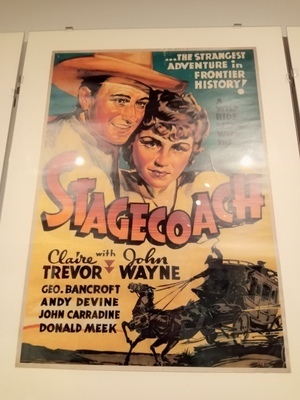 ...THE STRANGEST
ADVENTURE in
FRONTIER
HISTORY!
STAGECOACH
with
Claire John
TREVOR WAYNE
GEO. BANCROFT
ANDY DEVINE
JOHN CARRADINE
DONALD MEEK